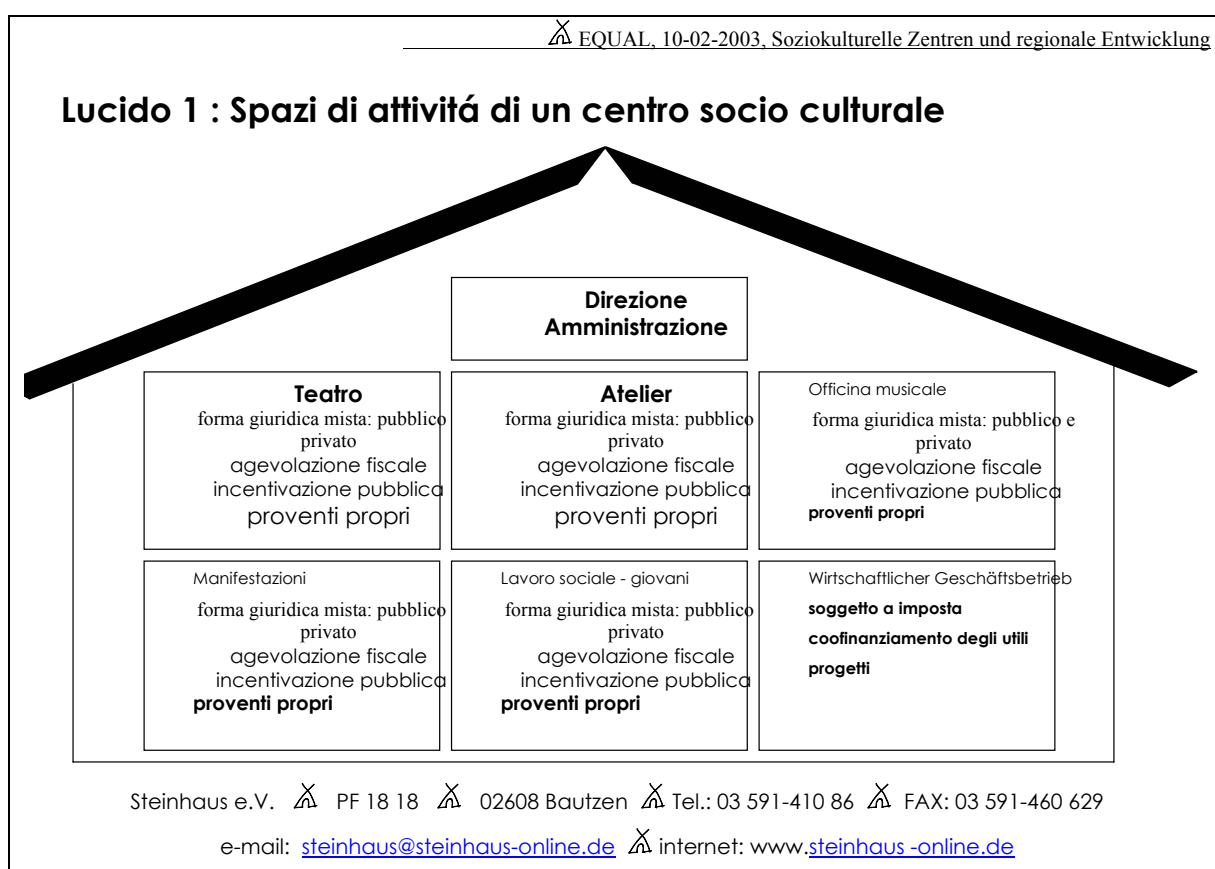 EQUAL, 10-02-2003, Soziokulturelle Zentren und regionale Entwicklung
Lucido 1 : Spazi di attivitá di un centro socio culturale
Direzione
Amministrazione
Teatro
forma giuridica mista: pubblico
privato
agevolazione fiscale
incentivazione pubblica
proventi propri
Atelier
forma giuridica mista: pubblico
privato
agevolazione fiscale
incentivazione pubblica
proventi propri
Officina musicale
forma giuridica mista: pubblico e
privato
agevolazione fiscale
incentivazione pubblica
proventi propri
Manifestazioni
forma giuridica mista: pubblico
privato
agevolazione fiscale
incentivazione pubblica
proventi propri
Lavoro sociale - giovani
forma giuridica mista: pubblico
privato
agevolazione fiscale
incentivazione pubblica
proventi propri
Wirtschaftlicher Geschäftsbetrieb
soggetto a imposta
coofinanziamento degli utili
progetti
Steinhaus e.V. PF 18 18 02608 Bautzen Tel.: 03 591-410 86 FAX: 03 591-460 629
e-mail: steinhaus@steinhaus-online.de internet: www.steinhaus -online.de